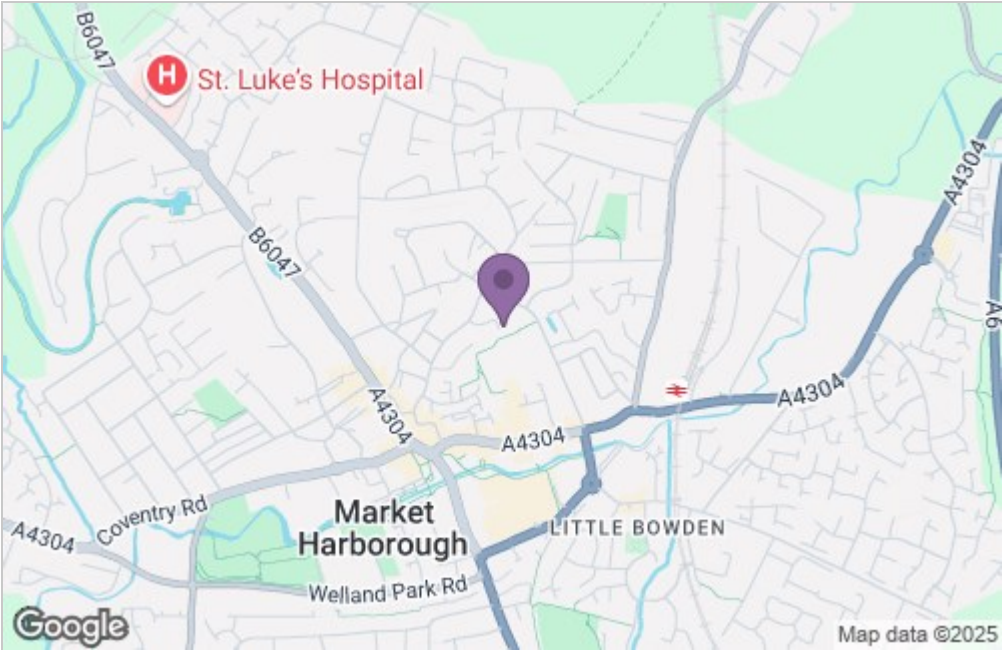 B6047
H
St. Luke's Hospital
A4304
B6047
A6
A4304
A4304
A4304
Coventry Rd
Market
Harborough
LITTLE BOWDEN
A4304
Welland Park Rd
Google
Map data ©2025